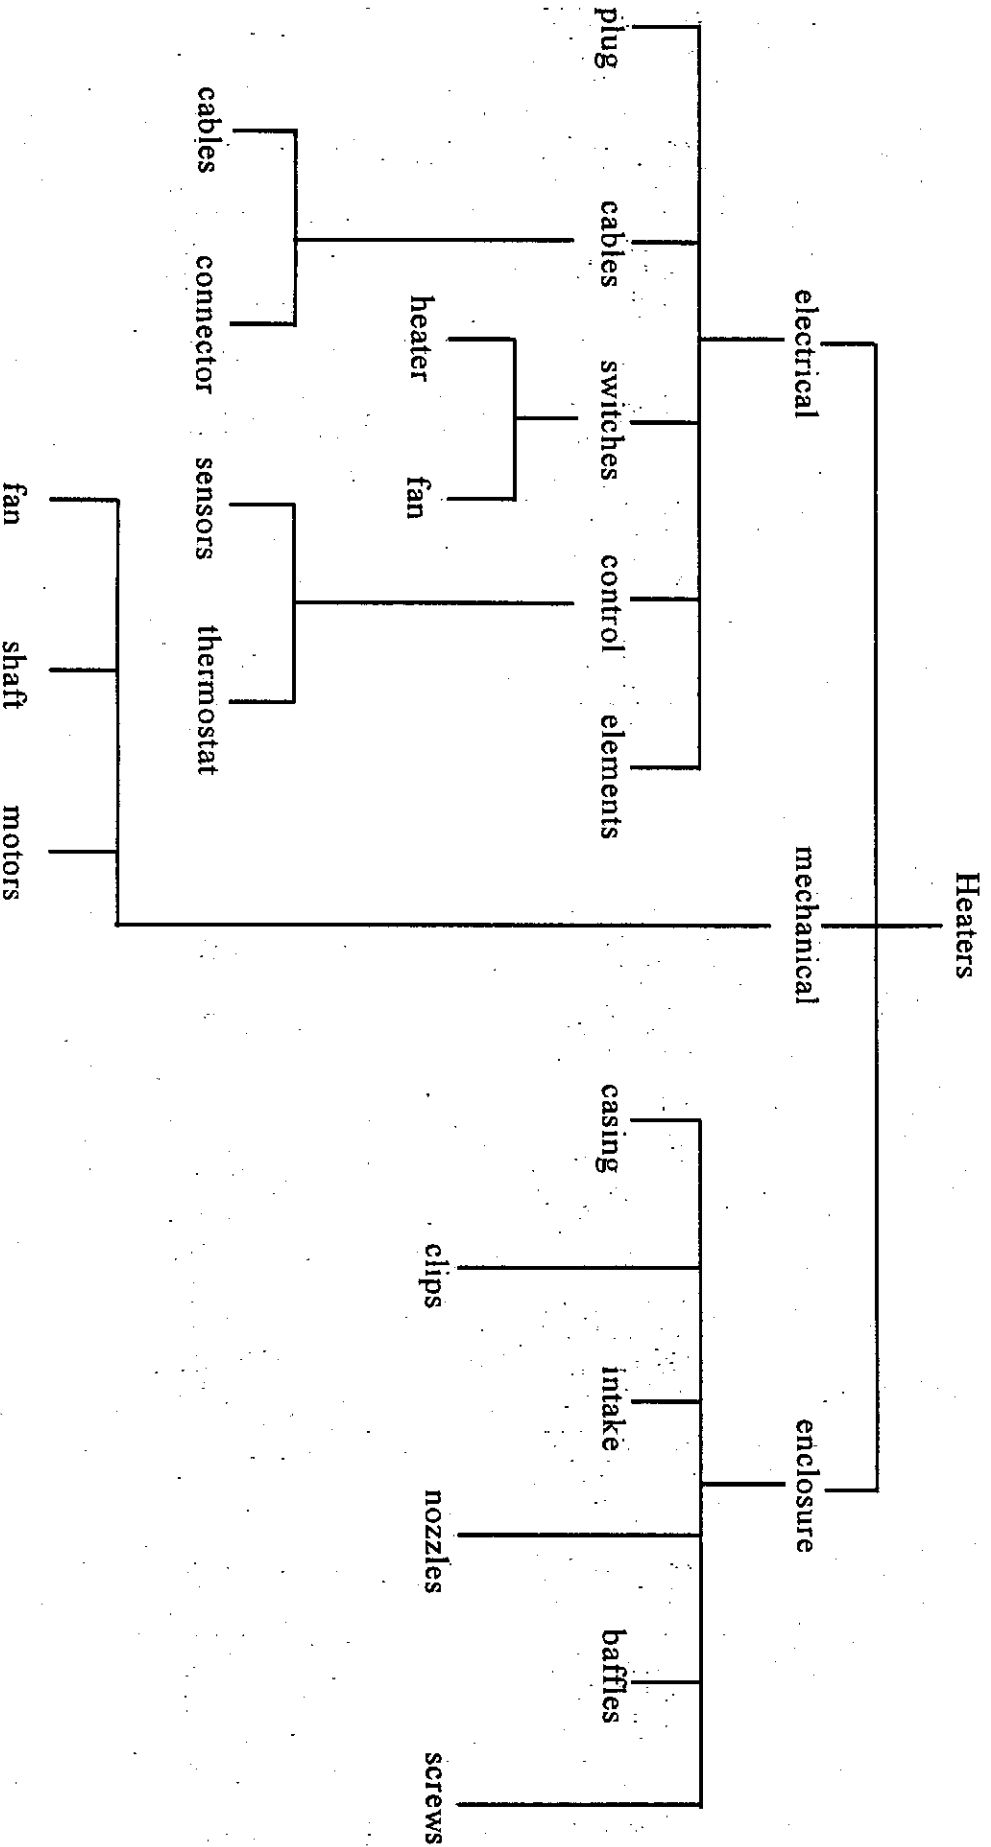 Heaters
electrical mechanical enclosure
plug cables switches control elements casing intake baffles
heater fan clips nozzles screws
cables connector sensors thermostat
fan shaft motors